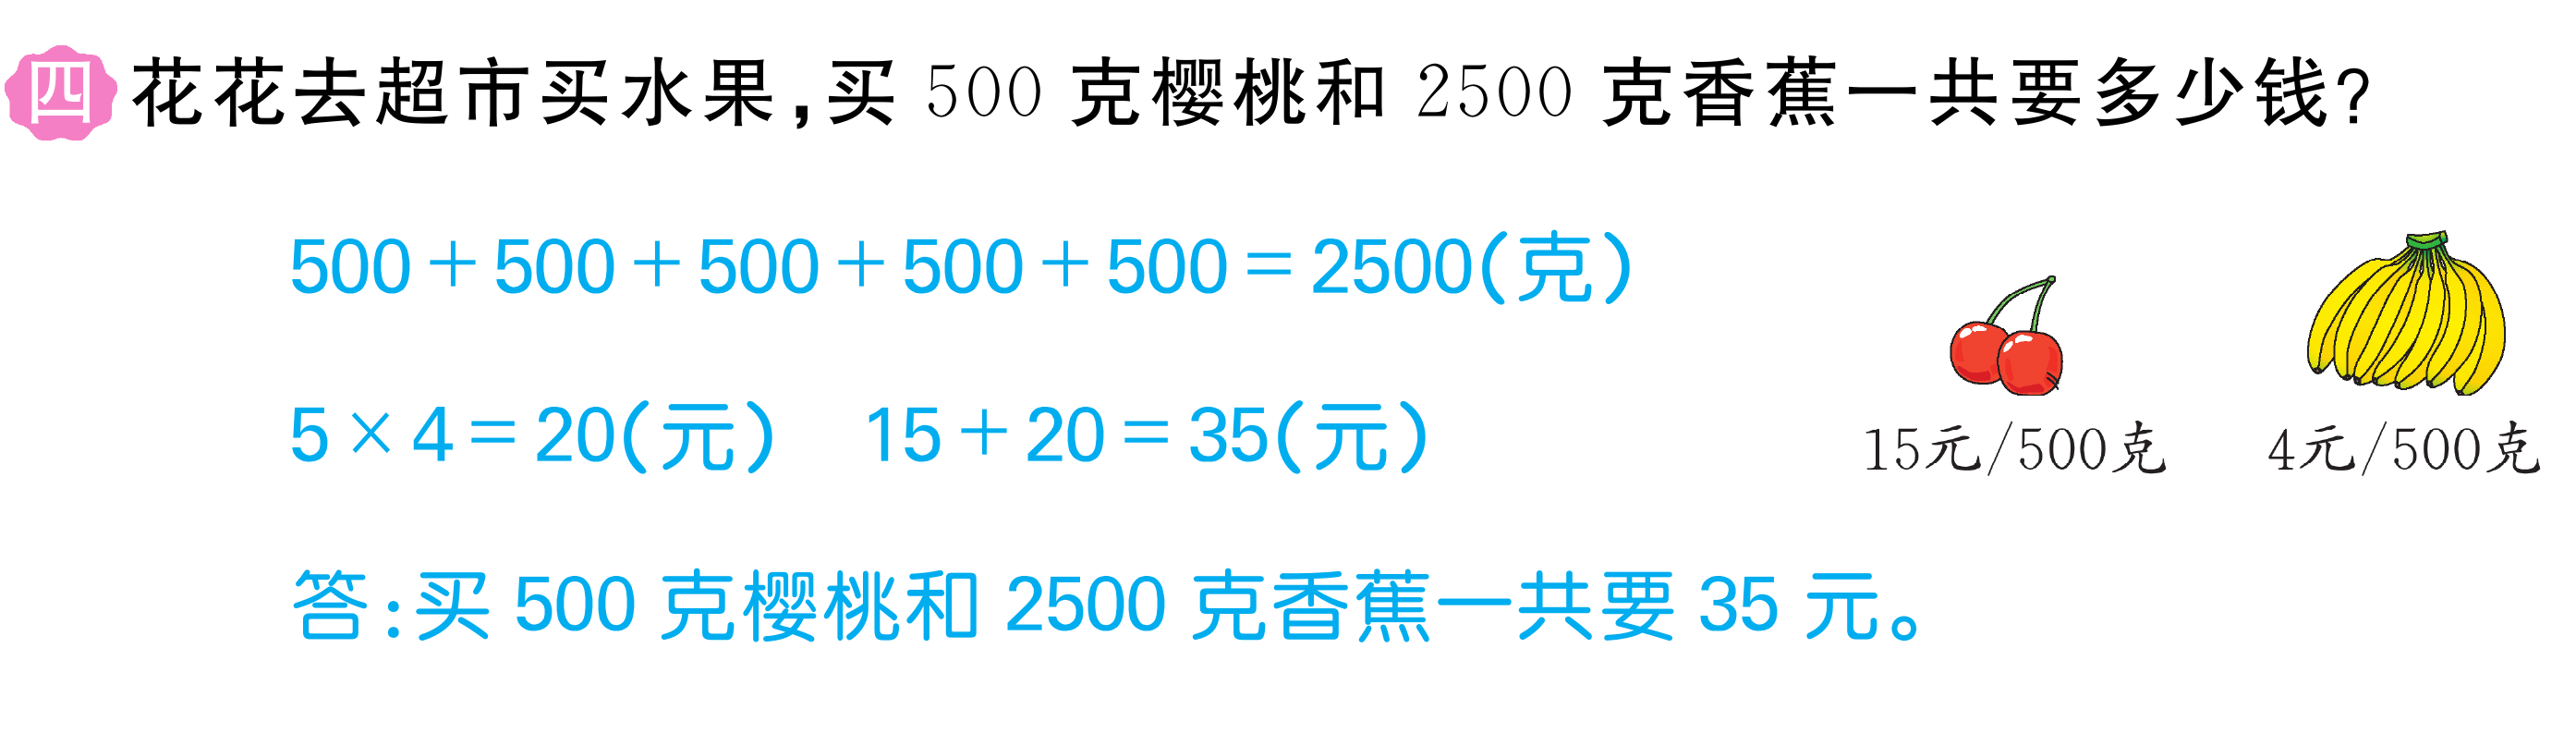 四 花花去超市买水果,买 500 克樱桃和 2500 克香蕉一共要多少钱?
500+500+500+500+500=2500(克)
5×4=20(元) 15+20=35(元)
15元/500克 4元/500克
答:买 500 克樱桃和 2500 克香蕉一共要 35 元。